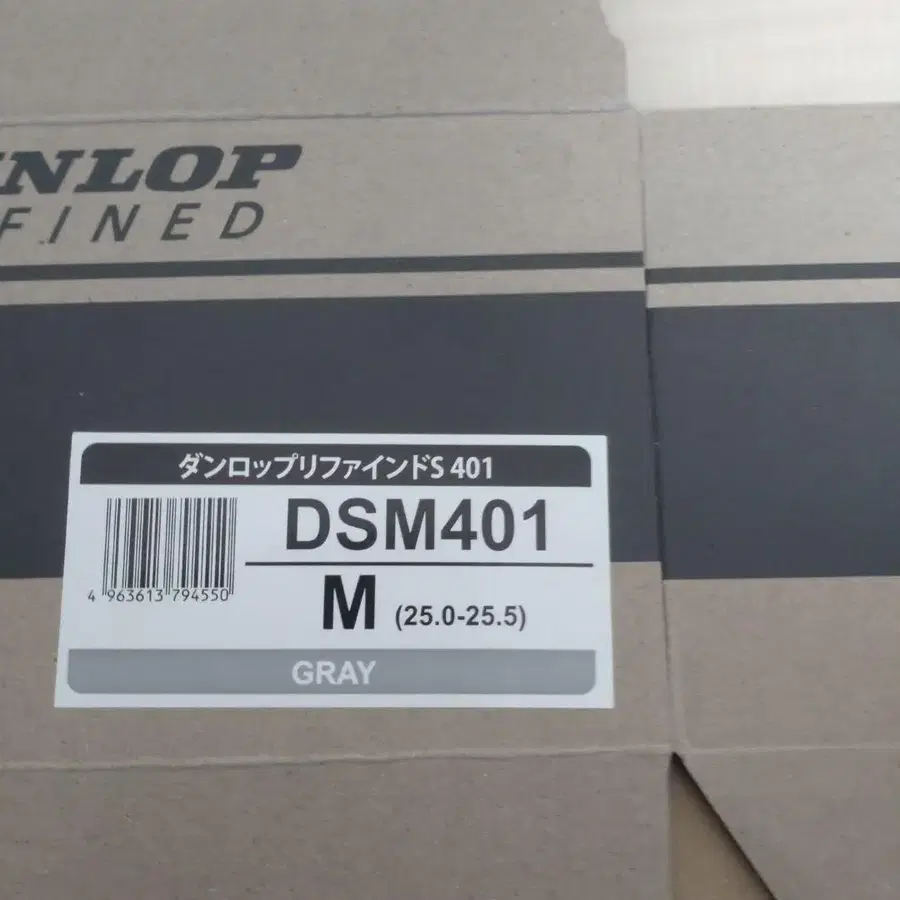 NLOP
FINED
ダンロップリファインドS 401
DSM401
4 963613 794550
M (25.0-25.5)
GRAY